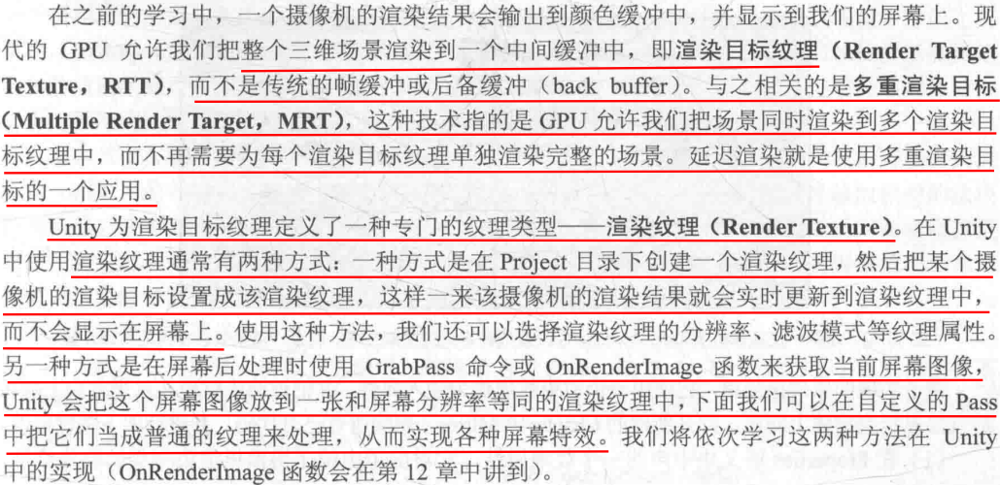 在之前的学习中，一个摄像机的渲染结果会输出到颜色缓冲中，并显示到我们的屏幕上。现
代的 GPU 允许我们把整个三维场景渲染到一个中间缓冲中，即渲染目标纹理（Render Target
Texture，RTT），而不是传统的帧缓冲或后备缓冲（back buffer）。与之相关的是多重渲染目标
（Multiple Render Target，MRT），这种技术指的是 GPU 允许我们把场景同时渲染到多个渲染目
标纹理中，而不再需要为每个渲染目标纹理单独渲染完整的场景。延迟渲染就是使用多重渲染目
标的一个应用。
Unity 为渲染目标纹理定义了一种专门的纹理类型——渲染纹理（Render Texture）。在 Unity
中使用渲染纹理通常有两种方式：一种方式是在 Project 目录下创建一个渲染纹理，然后把某个摄
像机的渲染目标设置成该渲染纹理，这样一来该摄像机的渲染结果就会实时更新到渲染纹理中，
而不会显示在屏幕上。使用这种方法，我们还可以选择渲染纹理的分辨率、滤波模式等纹理属性。
另一种方式是在屏幕后处理时使用 GrabPass 命令或 OnRenderImage 函数来获取当前屏幕图像，
Unity 会把这个屏幕图像放到一张和屏幕分辨率等同的渲染纹理中，下面我们可以在自定义的 Pass
中把它们当成普通的纹理来处理，从而实现各种屏幕特效。我们将依次学习这两种方法在 Unity
中的实现（OnRenderImage 函数会在第 12 章中讲到）。